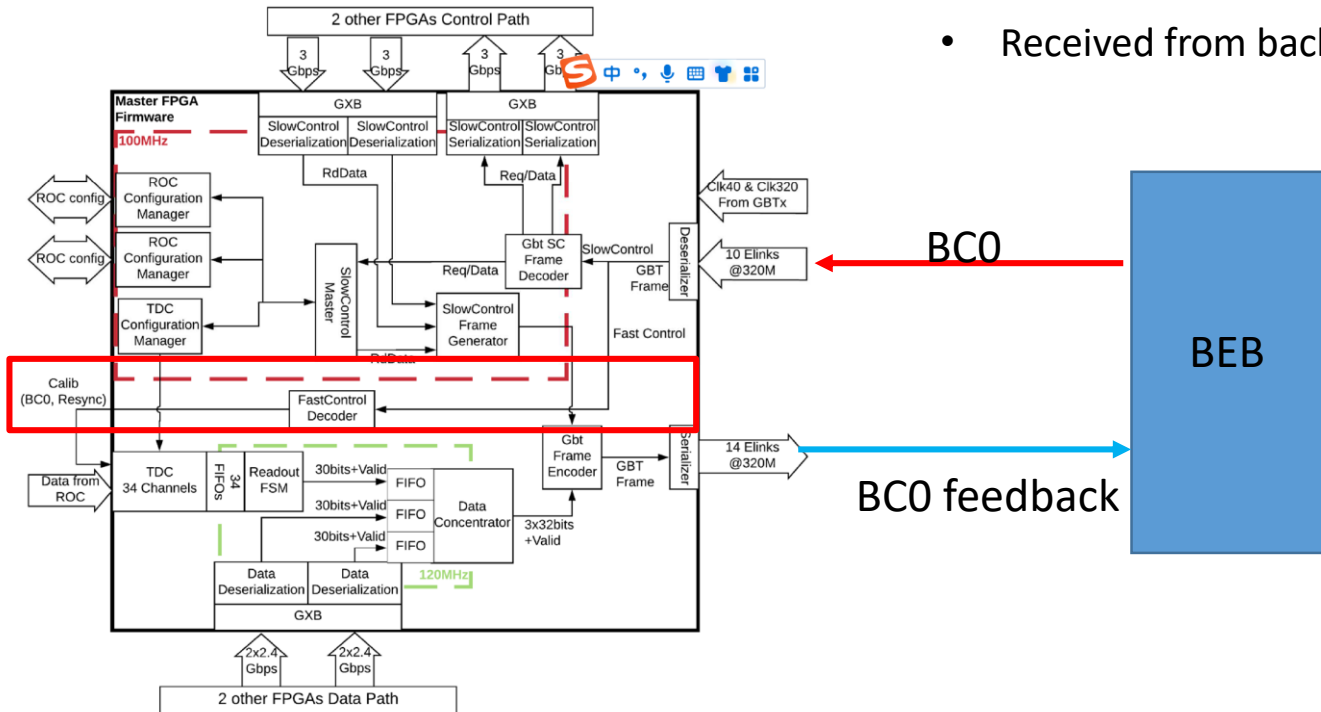 2 other FPGAs Control Path
• Received from
3
Gbps
3
Gbps
3
3
中
Master FPGA
Firmware
100MHz
GXB
SlowControl
Deserialization
SlowControl
Deserialization
GXB
SlowControl
Serialization
SlowControl
Serialization
RdData
Req/Data
ROC config
ROC
Configuration
Manager
ROC config
ROC
Configuration
Manager
TDC
Configuration
Manager
SlowControl
Master
Req/Data
Gbt SC
Frame
Decoder
SlowControl
GBT
Frame
Deserializer
Clk40 & Clk320
From GBTx
10 Elinks
@320M
BC0
BEB
SlowControl
Frame
Generator
Fast Control
RdData
Calib
(BC0, Resync)
FastControl
Decoder
Data from
ROC
TDC
34 Channels
34
FIFOs
Readout
FSM
30bits+Valid
30bits+Valid
30bits+Valid
FIFO
FIFO
FIFO
Data
Concentrator
3x32bits
+Valid
Gbt
Frame
Encoder
GBT
Frame
Serializer
14 Elinks
@320M
BC0 feedback
Data
Deserialization
Data
Deserialization
120MHz
GXB
2x2.4
Gbps
2x2.4
Gbps
2 other FPGAs Data Path